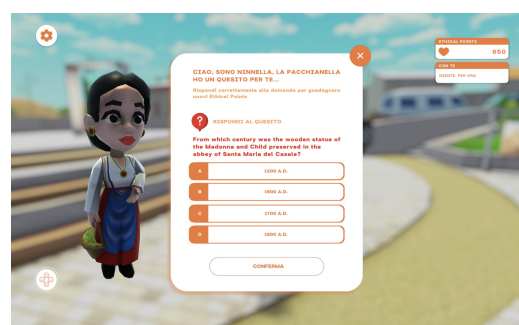 ETHICAL POINTS
650
CON TE
NIENTE, PER ORA
CIAO, SONO NINNELLA, LA PACCHIANELLA
HO UN QUESITO PER TE...
Rispondi correttamente alla domanda per guadagnare
nuovi Ethical Points
? RISPONDI AL QUESITO
From which century was the wooden statue of
the Madonna and Child preserved in the
abbey of Santa Maria del Casale?
A 1200 A.D.
B 1500 A.D.
C 1700 A.D.
D 1800 A.D.
CONFERMA